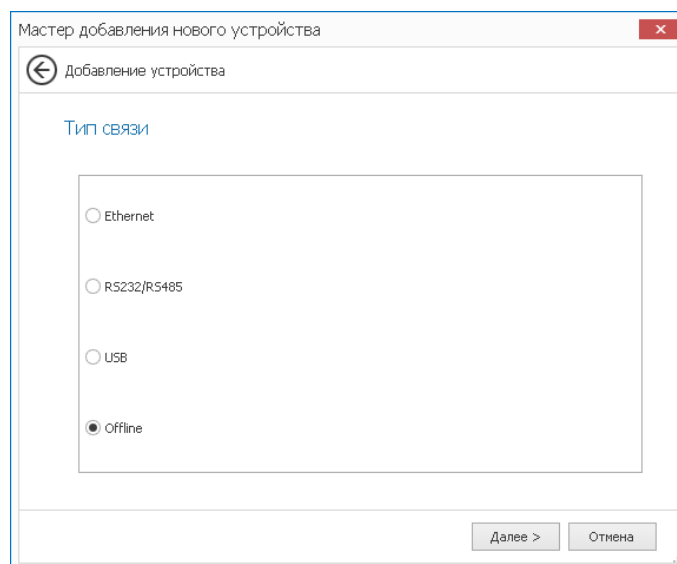 Мастер добавления нового устройства
Добавление устройства
Тип связи
Ethernet
RS232/RS485
USB
Offline
Далее >
Отмена